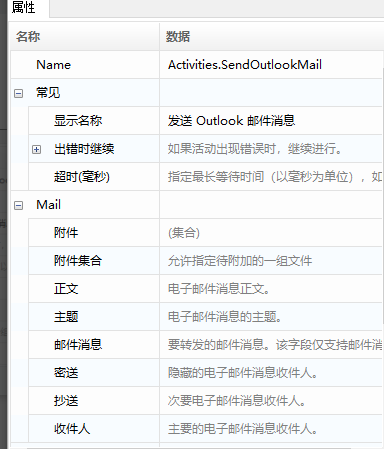 属性
名称 数据
Name Activities.SendOutlookMail
常见
显示名称 发送 Outlook 邮件消息
出错时继续 如果活动出现错误时，继续进行。
超时(毫秒) 指定最长等待时间（以毫秒为单位），如
Mail
附件 (集合)
附件集合 允许指定待附加的一组文件
正文 电子邮件消息正文。
主题 电子邮件消息的主题。
邮件消息 要转发的邮件消息。该字段仅支持邮件消
密送 隐藏的电子邮件消息收件人。
抄送 次要电子邮件消息收件人。
收件人 主要的电子邮件消息收件人。